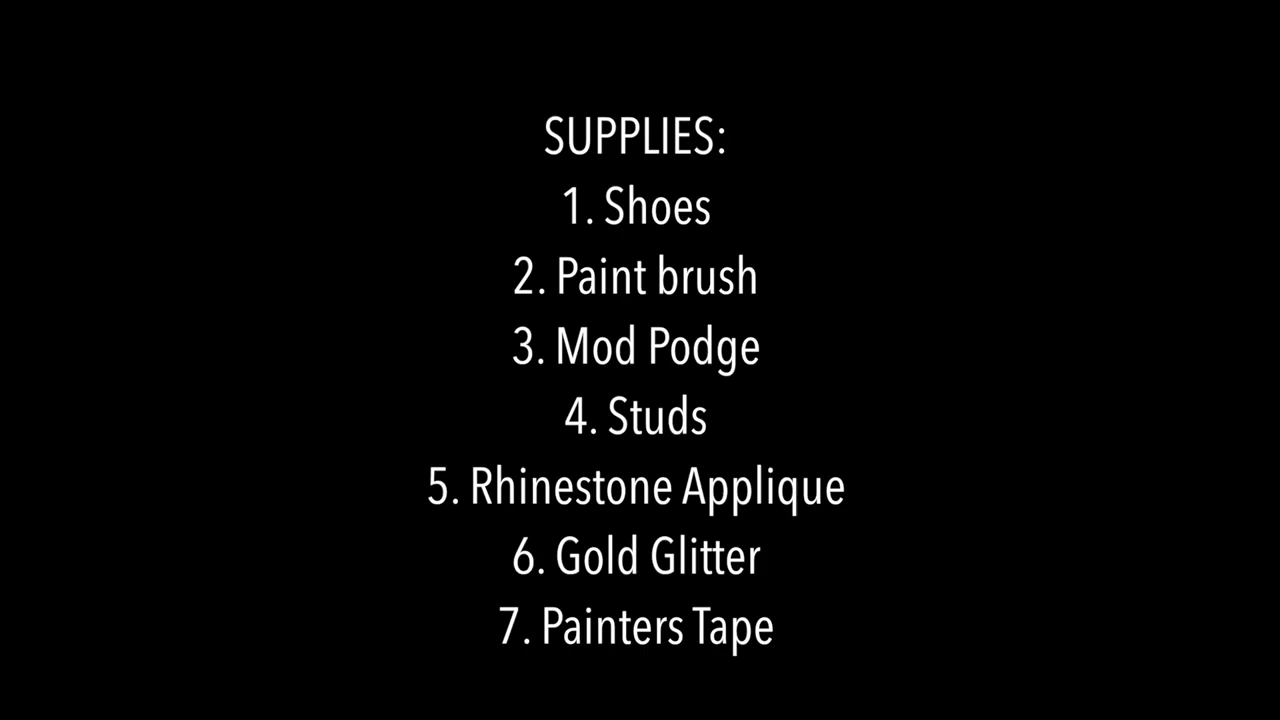 SUPPLIES:
1. Shoes
2. Paint brush
3. Mod Podge
4. Studs
5. Rhinestone Applique
6. Gold Glitter
7. Painters Tape